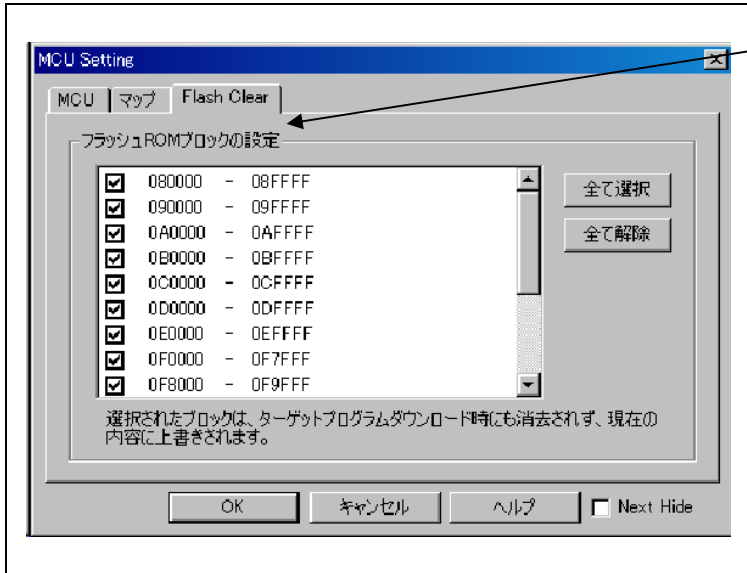 MCU Setting
MCU マップ Flash Clear
フラッシュROMブロックの設定
080000 - 08FFFF
090000 - 09FFFF
0A0000 - 0AFFFF
0B0000 - 0BFFFF
0C0000 - 0CFFFF
0D0000 - 0DFFFF
0E0000 - 0EFFFF
0F0000 - 0F7FFF
0F8000 - 0F9FFF
全て選択
全て解除
選択されたブロックは、ターゲットプログラムダウンロード時にも消去されず、現在の
内容に上書きされます。
OK キャンセル ヘルプ Next Hide